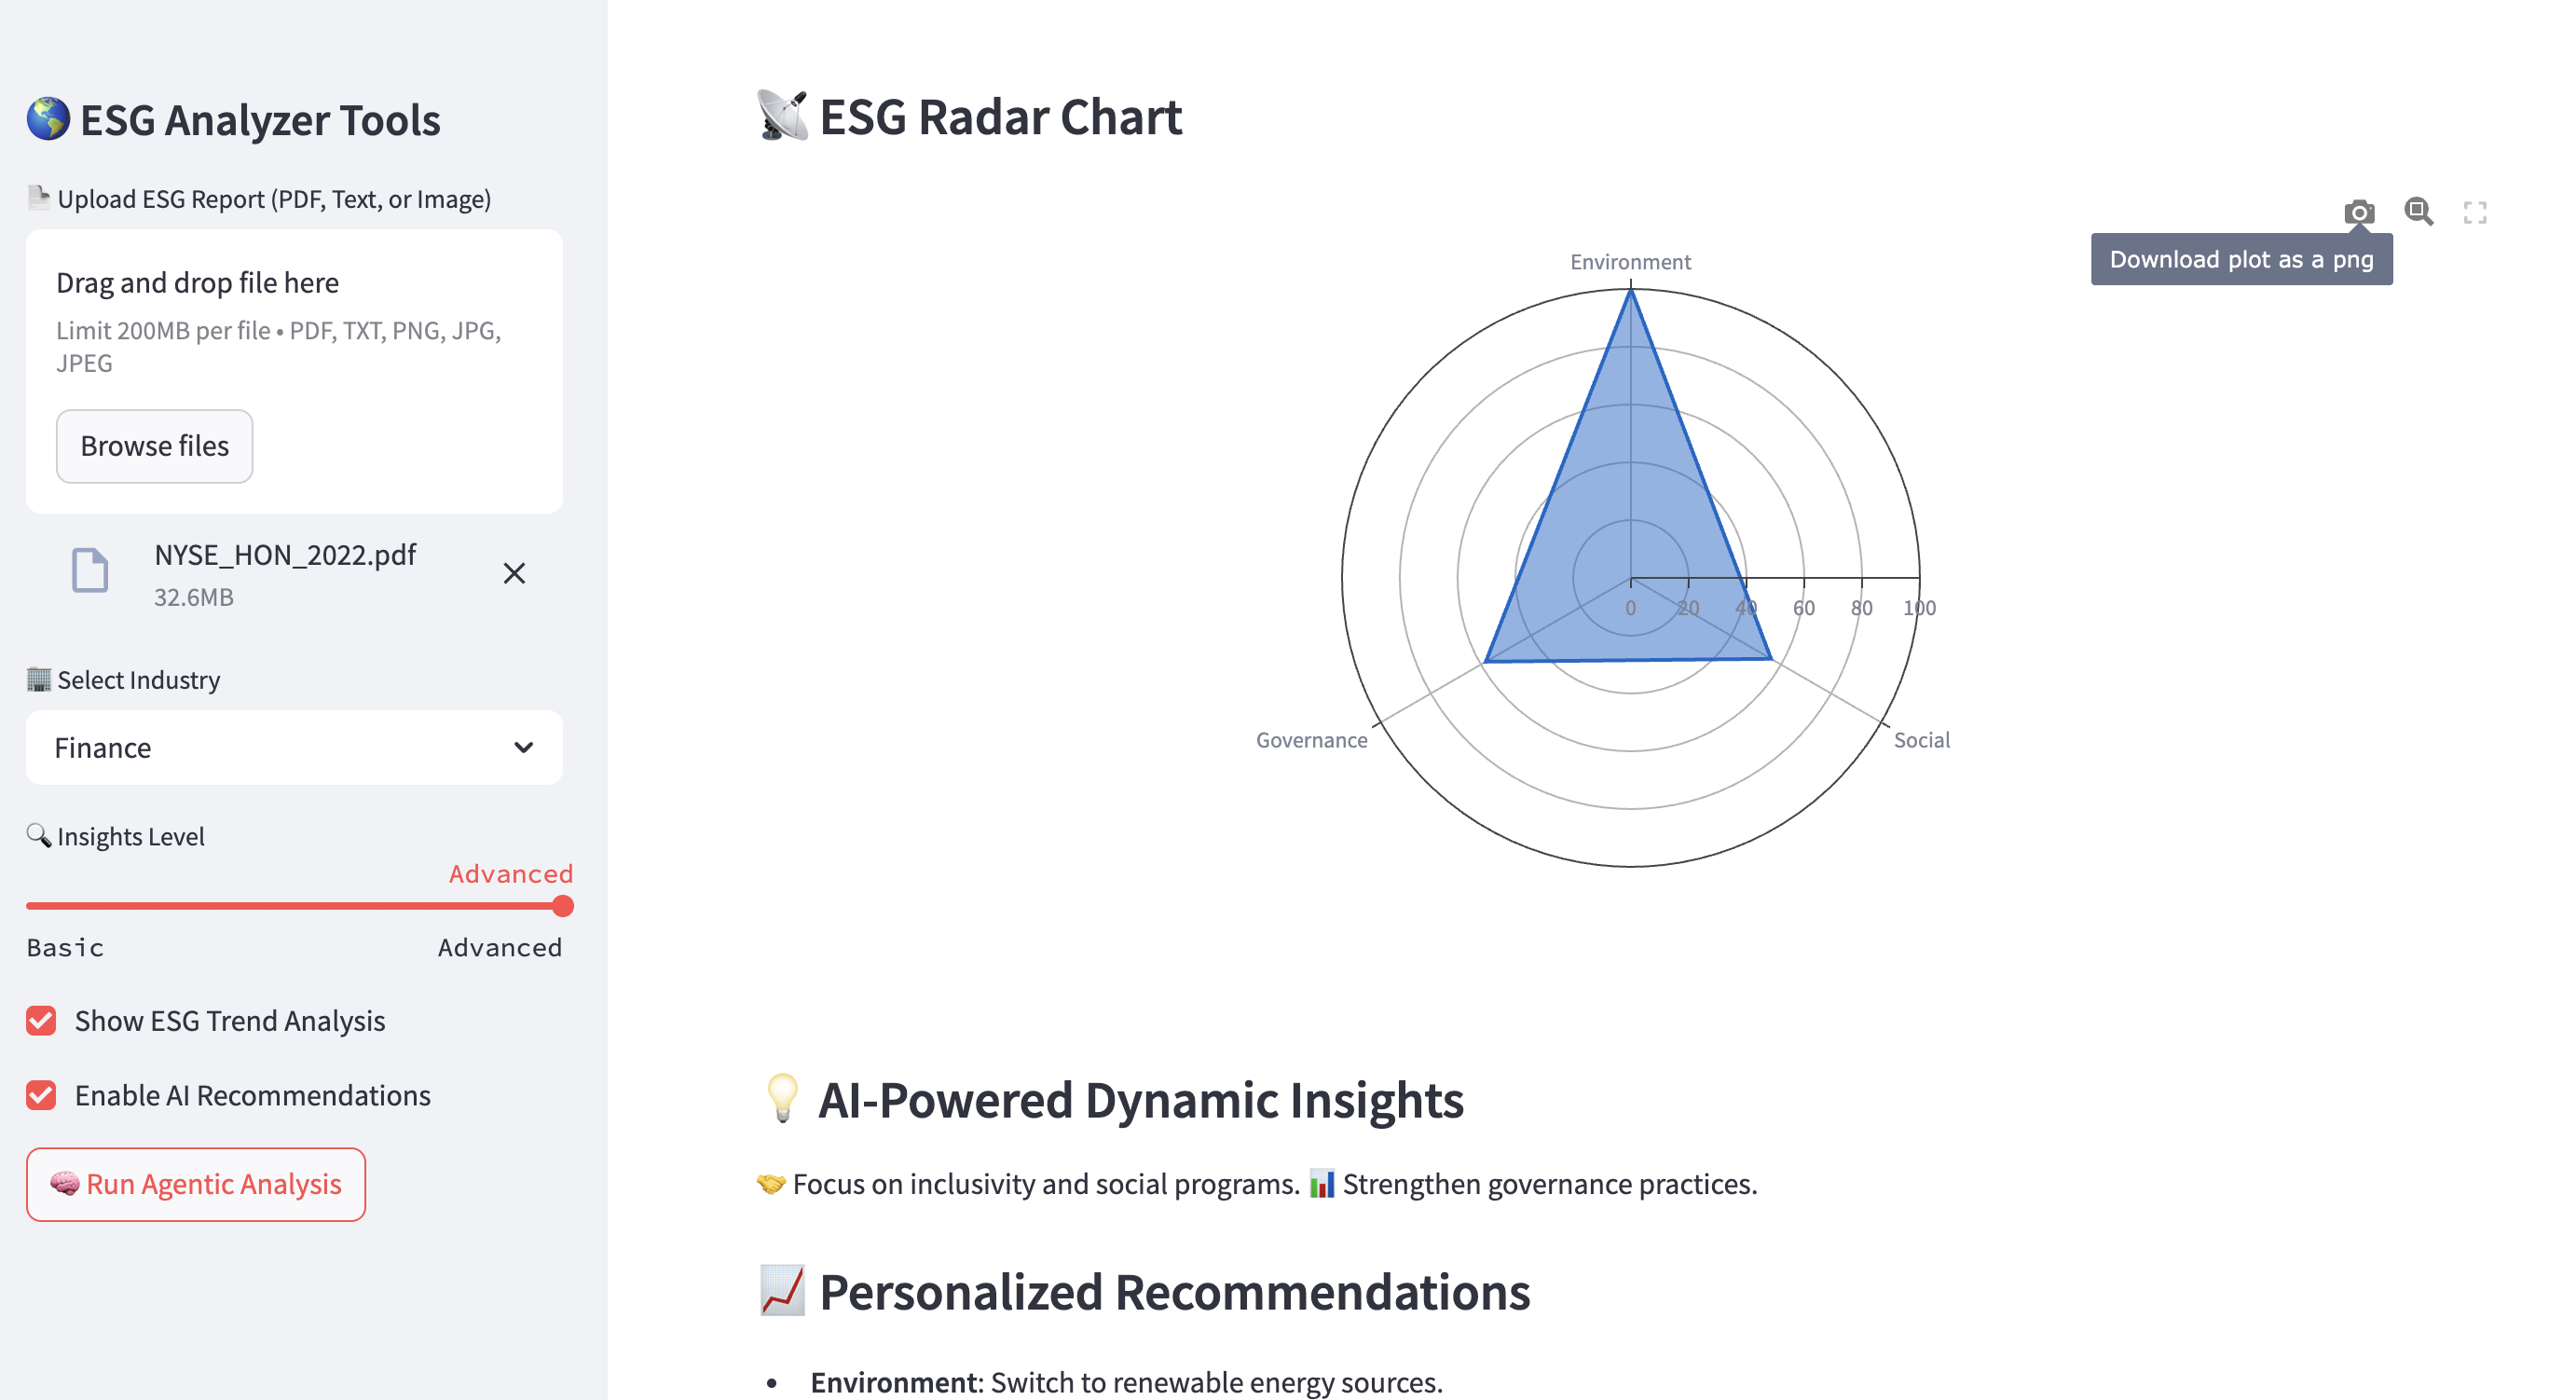 ESG Analyzer Tools
Upload ESG Report (PDF, Text, or Image)
Drag and drop file here
Limit 200MB per file • PDF, TXT, PNG, JPG,
JPEG
Browse files
NYSE_HON_2022.pdf
32.6MB
Select Industry
Finance
Insights Level
Advanced
Basic
Advanced
Show ESG Trend Analysis
Enable AI Recommendations
Run Agentic Analysis
ESG Radar Chart
Download plot as a png
Environment
0 20 40 60 80 100
Governance
Social
AI-Powered Dynamic Insights
Focus on inclusivity and social programs. Strengthen governance practices.
Personalized Recommendations
• Environment: Switch to renewable energy sources.